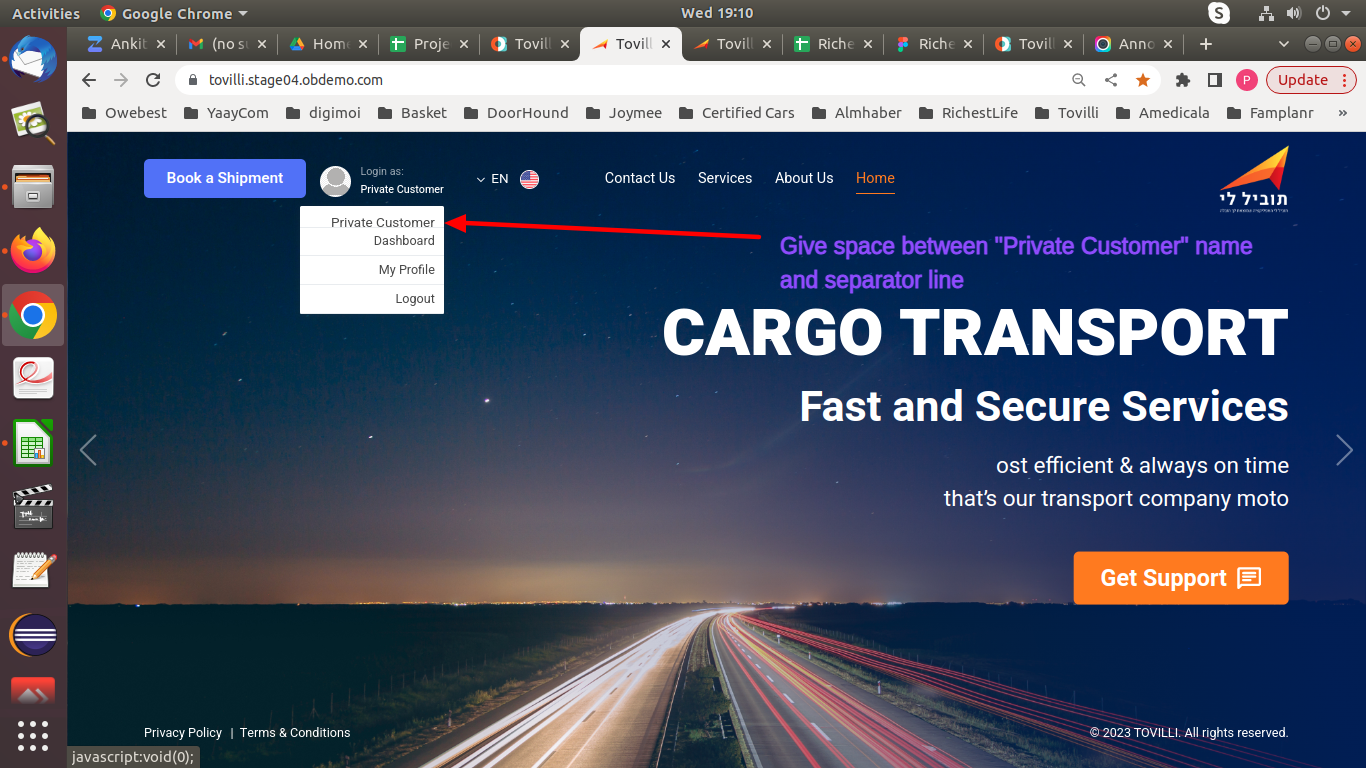 Activities
Google Chrome
Wed 19:10
Ankit
(no su
Home
Proje
Tovilli
Tovilli
Tovilli
Riche
Riche
Tovilli
Anno
tovilli.stage04.obdemo.com
Update
Owebest
YaayCom
digimoi
Basket
DoorHound
Joymee
Certified Cars
Almhaber
RichestLife
Tovilli
Amedicala
Famplanr
»
Book a Shipment
Login as:
Private Customer
EN
Contact Us
Services
About Us
Home
תוביל לי
Private Customer
Dashboard
My Profile
Logout
Give space between "Private Customer" name
and separator line
CARGO TRANSPORT
Fast and Secure Services
ost efficient & always on time
that's our transport company moto
Get Support
Privacy Policy | Terms & Conditions
© 2023 TOVILLI. All rights reserved.
javascript:void(0);